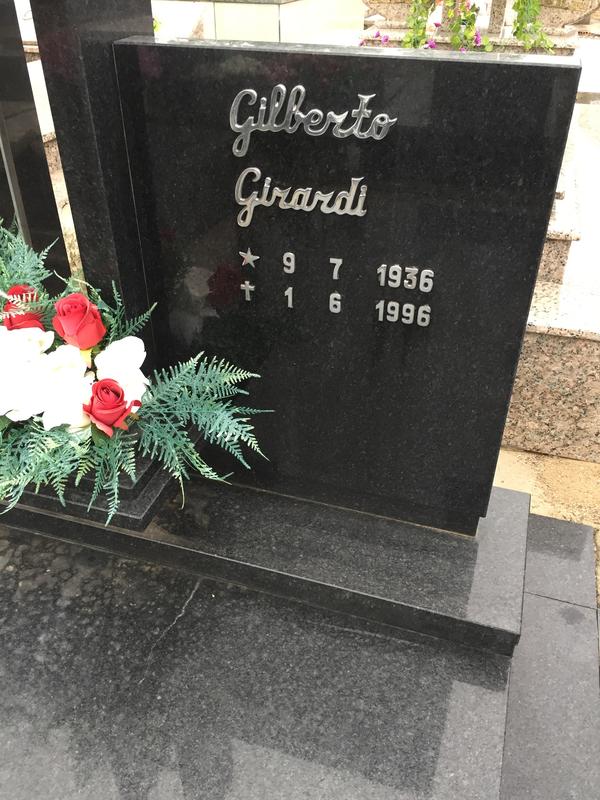 Gilberto
Girardi
★ 9 7 1936
✝ 1 6 1996